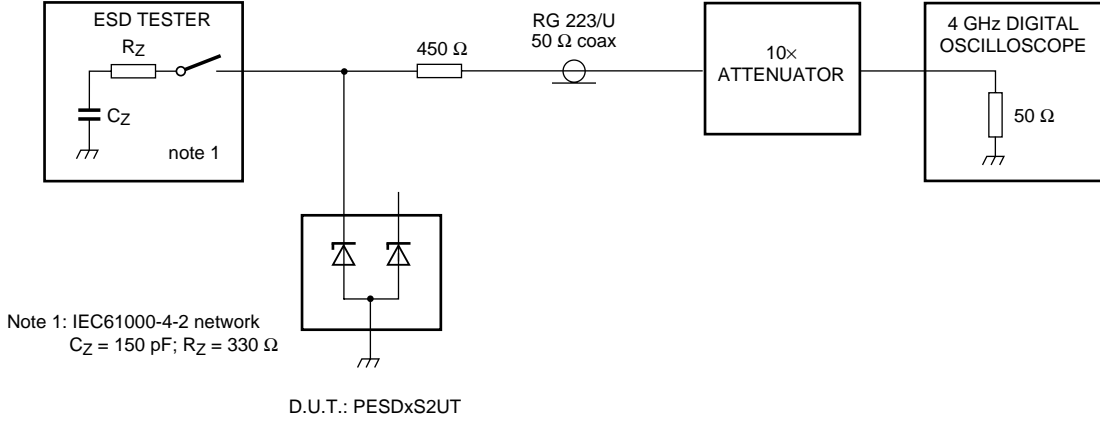 ESD TESTER
RZ
CZ
note 1
450 Ω
RG 223/U
50 Ω coax
10×
ATTENUATOR
4 GHz DIGITAL
OSCILLOSCOPE
50 Ω
Note 1: IEC61000-4-2 network
CZ = 150 pF; RZ = 330 Ω
D.U.T.: PESDxS2UT